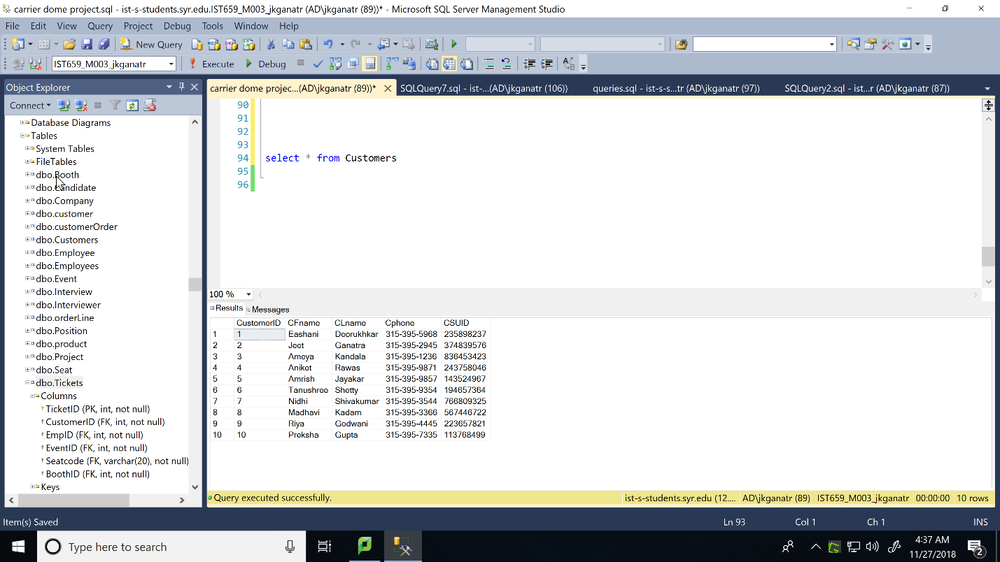 carrier dome project.sql - ist-s-students.syr.edu.IST659_M003_jkganatr (AD\jkganatr (89))* - Microsoft SQL Server Management Studio
File Edit View Query Project Debug Tools Window Help
New Query
IST659_M003_jkganatr Execute Debug
Object Explorer
carrier dome projec...(AD\jkganatr (89))* SQLQuery7.sql - ist-...(AD\jkganatr (106)) queries.sql - ist-s-s...tr (AD\jkganatr (97)) SQLQuery2.sql - ist...r (AD\jkganatr (87))
Connect
Database Diagrams
Tables
System Tables
FileTables
dbo.Booth
dbo.Candidate
dbo.Company
dbo.customer
dbo.customerOrder
dbo.Customers
dbo.Employee
dbo.Employees
dbo.Event
dbo.Interview
dbo.Interviewer
dbo.orderLine
dbo.Position
dbo.product
dbo.Project
dbo.Seat
dbo.Tickets
Columns
TicketID (PK, int, not null)
CustomerID (FK, int, not null)
EmpID (FK, int, not null)
EventID (FK, int, not null)
Seatcode (FK, varchar(20), not null)
BoothID (FK, int, not null)
Keys
90
91
92
93
94 select * from Customers
95
96
100 %
Results Messages
CustomerID CFname CLname Cphone CSUID
1 1 Eashani Deorukhkar 315-395-5968 235898237
2 2 Jeet Ganatra 315-395-2945 374839576
3 3 Ameya Kandala 315-395-1236 836453423
4 4 Aniket Rawas 315-395-9871 243758046
5 5 Amrish Jayakar 315-395-9857 143524967
6 6 Tanushree Shetty 315-395-9354 194657364
7 7 Nidhi Shivakumar 315-395-3544 766809325
8 8 Madhavi Kadam 315-395-3366 567446722
9 9 Riya Godwani 315-395-4445 223657821
10 10 Preksha Gupta 315-395-7335 113768499
Query executed successfully. ist-s-students.syr.edu (12.... AD\jkganatr (89) IST659_M003_jkganatr 00:00:00 10 rows
Item(s) Saved Ln 93 Col 1 Ch 1 INS
Type here to search
4:37 AM
11/27/2018
2